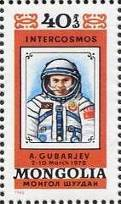 40₮
INTERCOSMOS
A. GUBARJEV
2-10 March 1978
MONGOLIA
МОНГОЛ ШУУДАН